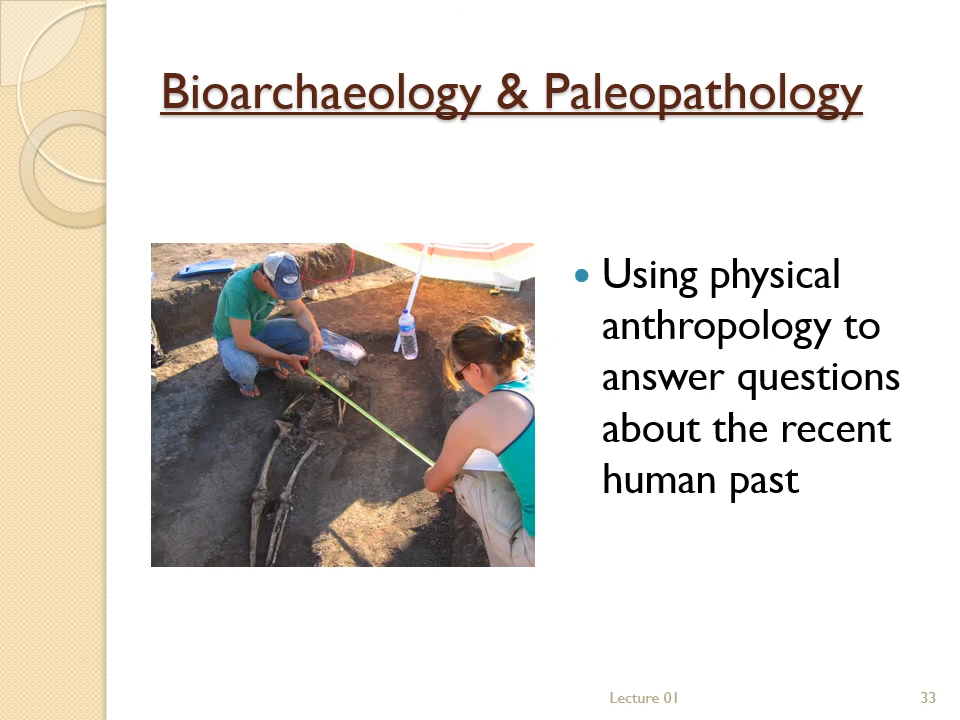 Bioarchaeology & Paleopathology
Using physical
anthropology to
answer questions
about the recent
human past
Lecture 01
33